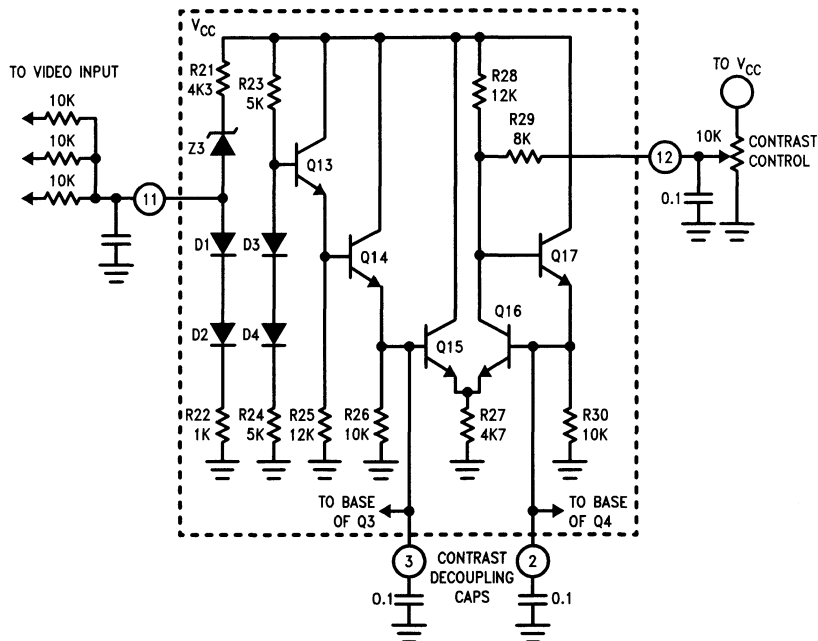 V_CC
TO VIDEO INPUT
10K
10K
10K
11
R21
4K3
Z3
D1
D2
R22
1K
R23
5K
D3
D4
R24
5K
Q13
R25
12K
Q14
R26
10K
Q15
Q16
R27
4K7
R28
12K
R29
8K
Q17
R30
10K
12
TO V_CC
10K
CONTRAST
CONTROL
0.1
TO BASE
OF Q3
TO BASE
OF Q4
3
CONTRAST
DECOUPLING
CAPS
2
0.1
0.1